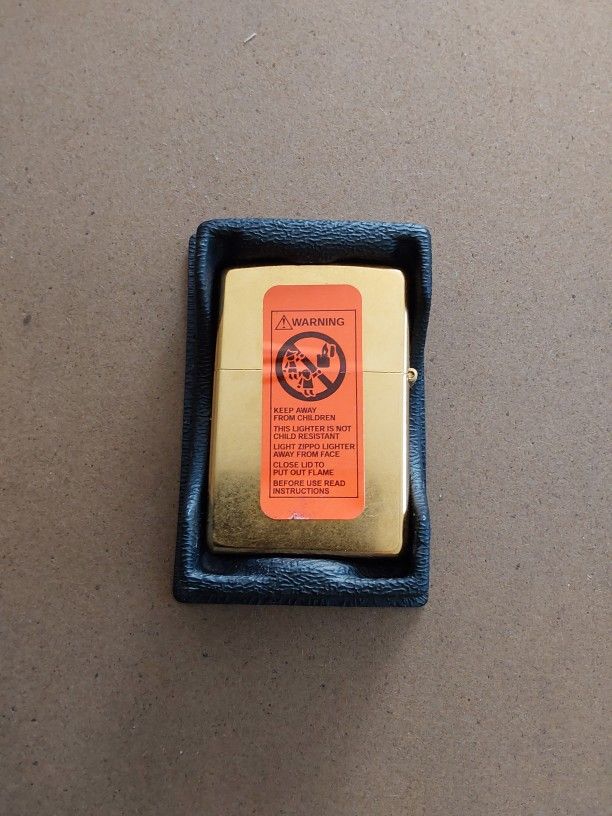 ⚠WARNING
KEEP AWAY
FROM CHILDREN
THIS LIGHTER IS NOT
CHILD RESISTANT
LIGHT ZIPPO LIGHTER
AWAY FROM FACE
CLOSE LID TO
PUT OUT FLAME
BEFORE USE READ
INSTRUCTIONS